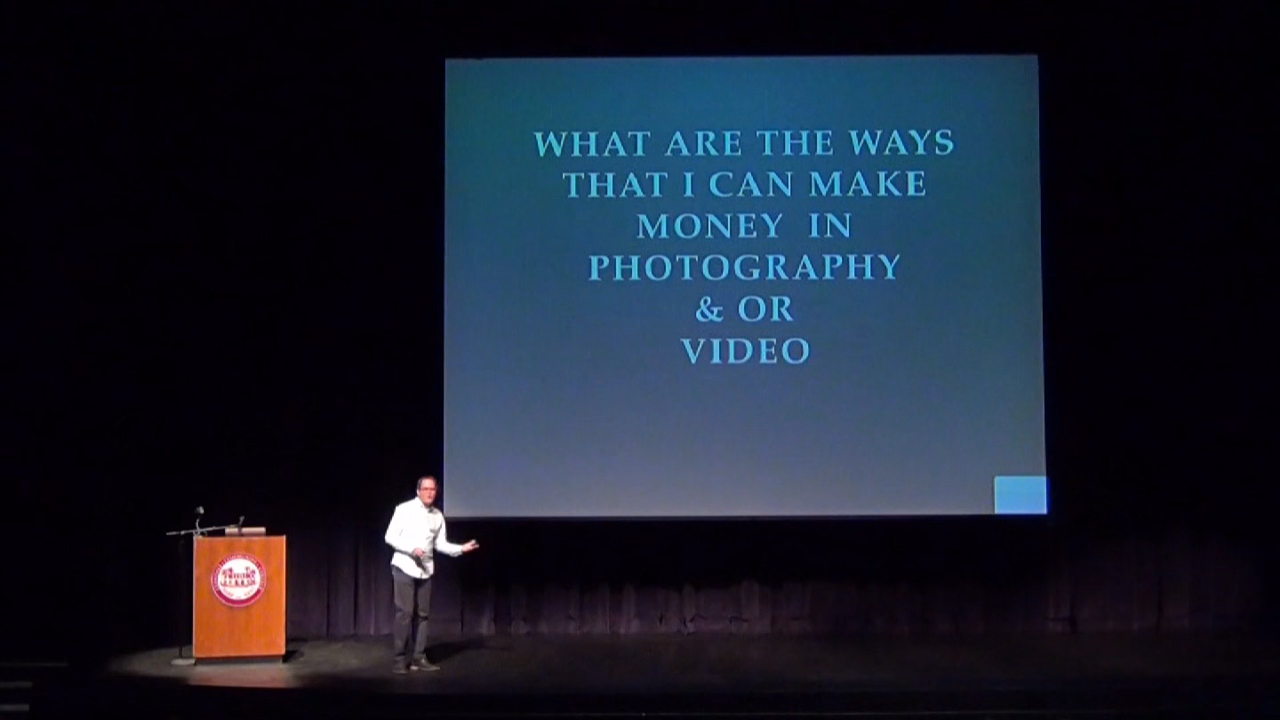 WHAT ARE THE WAYS
THAT I CAN MAKE
MONEY IN
PHOTOGRAPHY
& OR
VIDEO